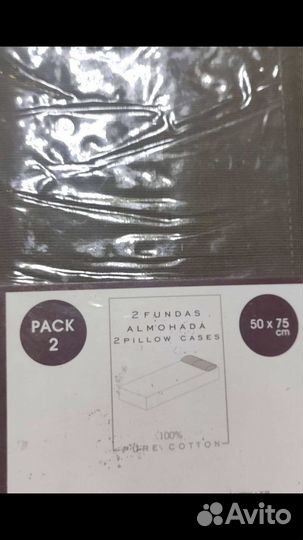 PACK
2
2 FUNDAS
ALMOHADA
2 PILLOW CASES
50 x 75
cm
100%
PURE COTTON
Avito